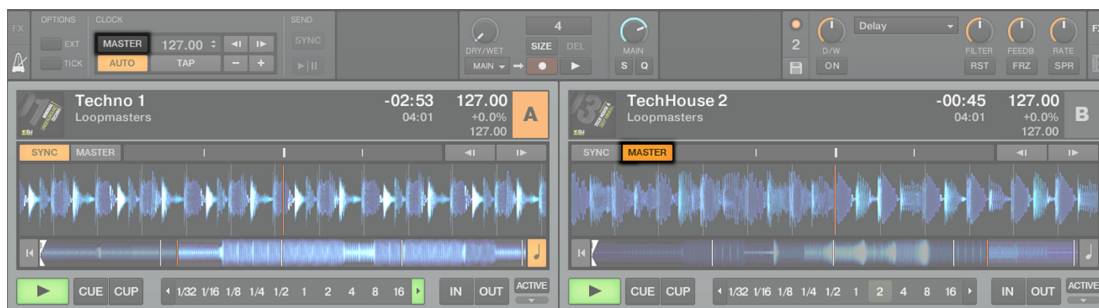 FX OPTIONS CLOCK SEND
EXT MASTER 127.00 SYNC
TICK AUTO TAP - +
DRY/WET 4 SIZE DEL MAIN
MAIN S Q
2 D/W Delay FILTER FEEDB RATE
ON RST FRZ SPR
Techno 1 -02:53 127.00 A
Loopmasters 04:01 +0.0%
127.00
SYNC MASTER
CUE CUP 1/32 1/16 1/8 1/4 1/2 1 2 4 8 16 IN OUT ACTIVE
TechHouse 2 -00:45 127.00 B
Loopmasters 04:01 +0.0%
127.00
SYNC MASTER
CUE CUP 1/32 1/16 1/8 1/4 1/2 1 2 4 8 16 IN OUT ACTIVE